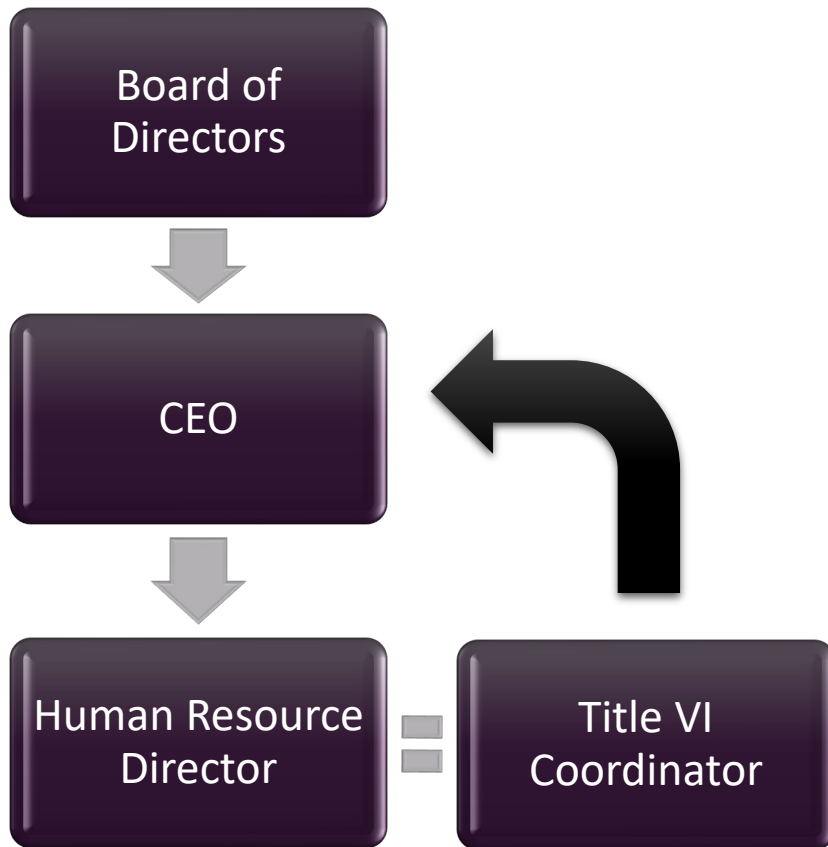 Board of
Directors
CEO
Human Resource
Director
Title VI
Coordinator